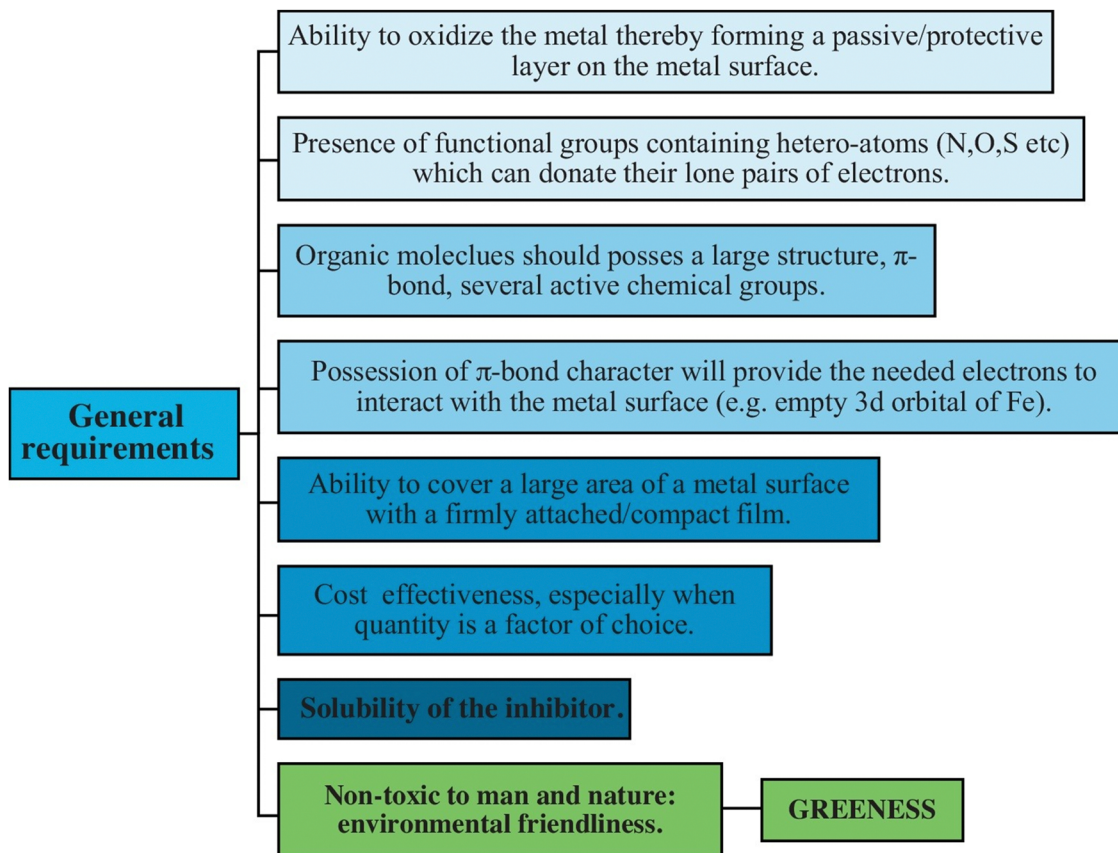 Ability to oxidize the metal thereby forming a passive/protective
layer on the metal surface.
Presence of functional groups containing hetero-atoms (N,O,S etc)
which can donate their lone pairs of electrons.
Organic moleclues should posses a large structure, π-
bond, several active chemical groups.
Possession of π-bond character will provide the needed electrons to
interact with the metal surface (e.g. empty 3d orbital of Fe).
General
requirements
Ability to cover a large area of a metal surface
with a firmly attached/compact film.
Cost effectiveness, especially when
quantity is a factor of choice.
Solubility of the inhibitor.
Non-toxic to man and nature:
environmental friendliness.
GREENESS